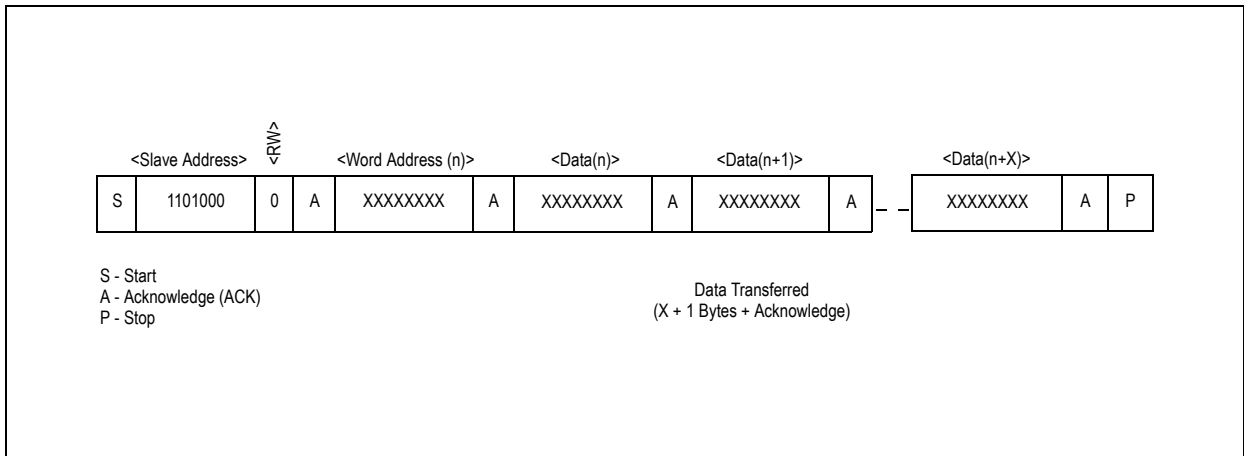 <RW>
<Slave Address> <Word Address (n)> <Data(n)> <Data(n+1)> <Data(n+X)>
S 1101000 0 A XXXXXXXX A XXXXXXXX A XXXXXXXX A XXXXXXXX A P
S - Start
A - Acknowledge (ACK)
P - Stop
Data Transferred
(X + 1 Bytes + Acknowledge)